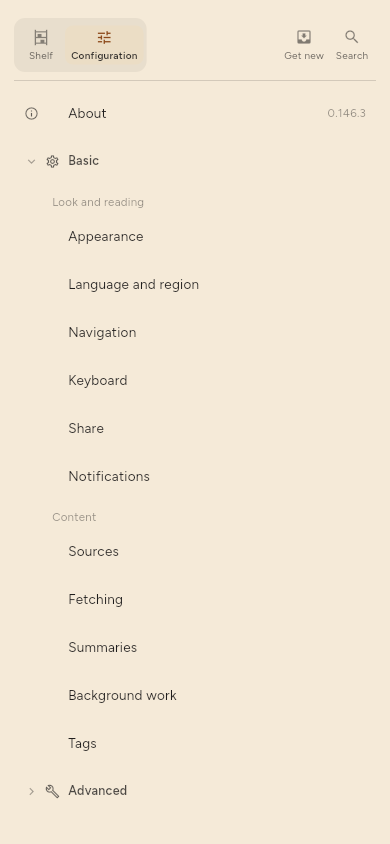 Shelf
Configuration
Get new
Search
About
0.146.3
Basic
Look and reading
Appearance
Language and region
Navigation
Keyboard
Share
Notifications
Content
Sources
Fetching
Summaries
Background work
Tags
Advanced